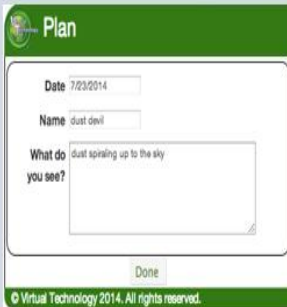 Plan
Date 7/23/2014
Name dust devil
What do dust spiraling up to the sky
you see?
Done
© Virtual Technology 2014. All rights reserved.